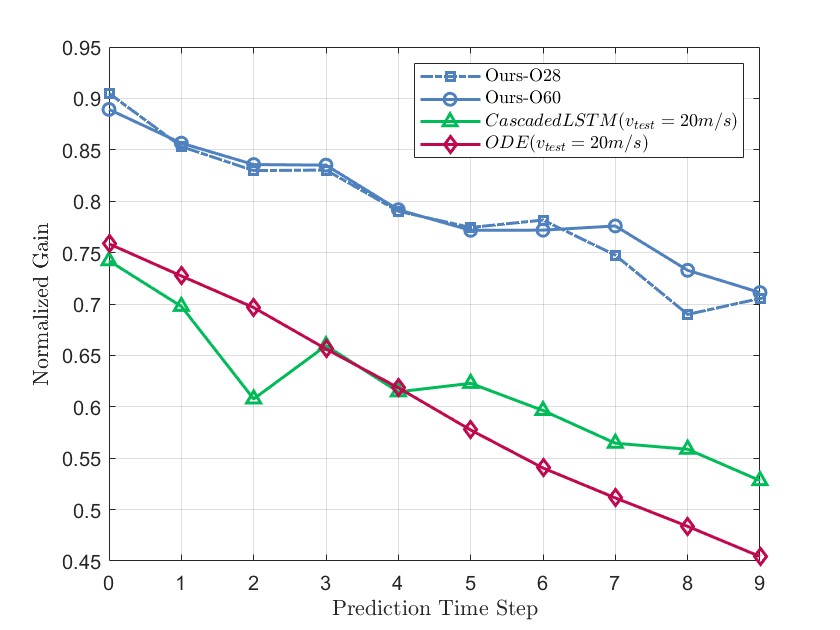 0.95
0.9
0.85
0.8
0.75
0.7
0.65
0.6
0.55
0.5
0.45
Normalized Gain
Ours-O28
Ours-O60
CascadedLSTM(v_test = 20m/s)
ODE(v_test = 20m/s)
0 1 2 3 4 5 6 7 8 9
Prediction Time Step